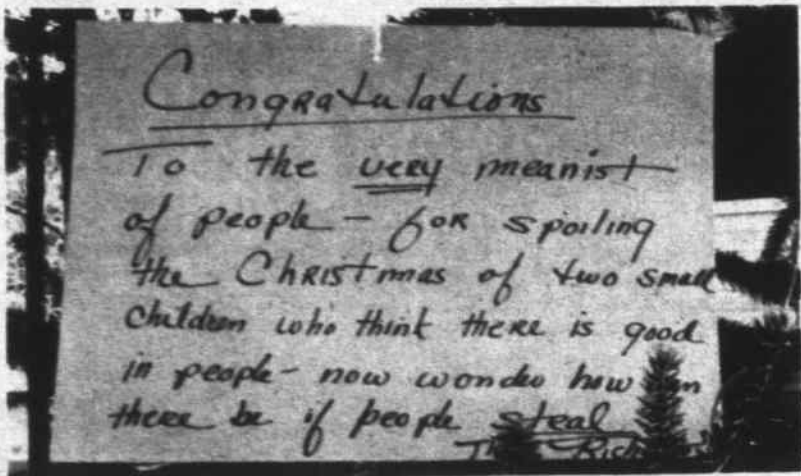 Congratulations
To the very meanist
of people - for spoiling
the Christmas of two small
children who think there is good
in people - now wonder how
there be if people steal